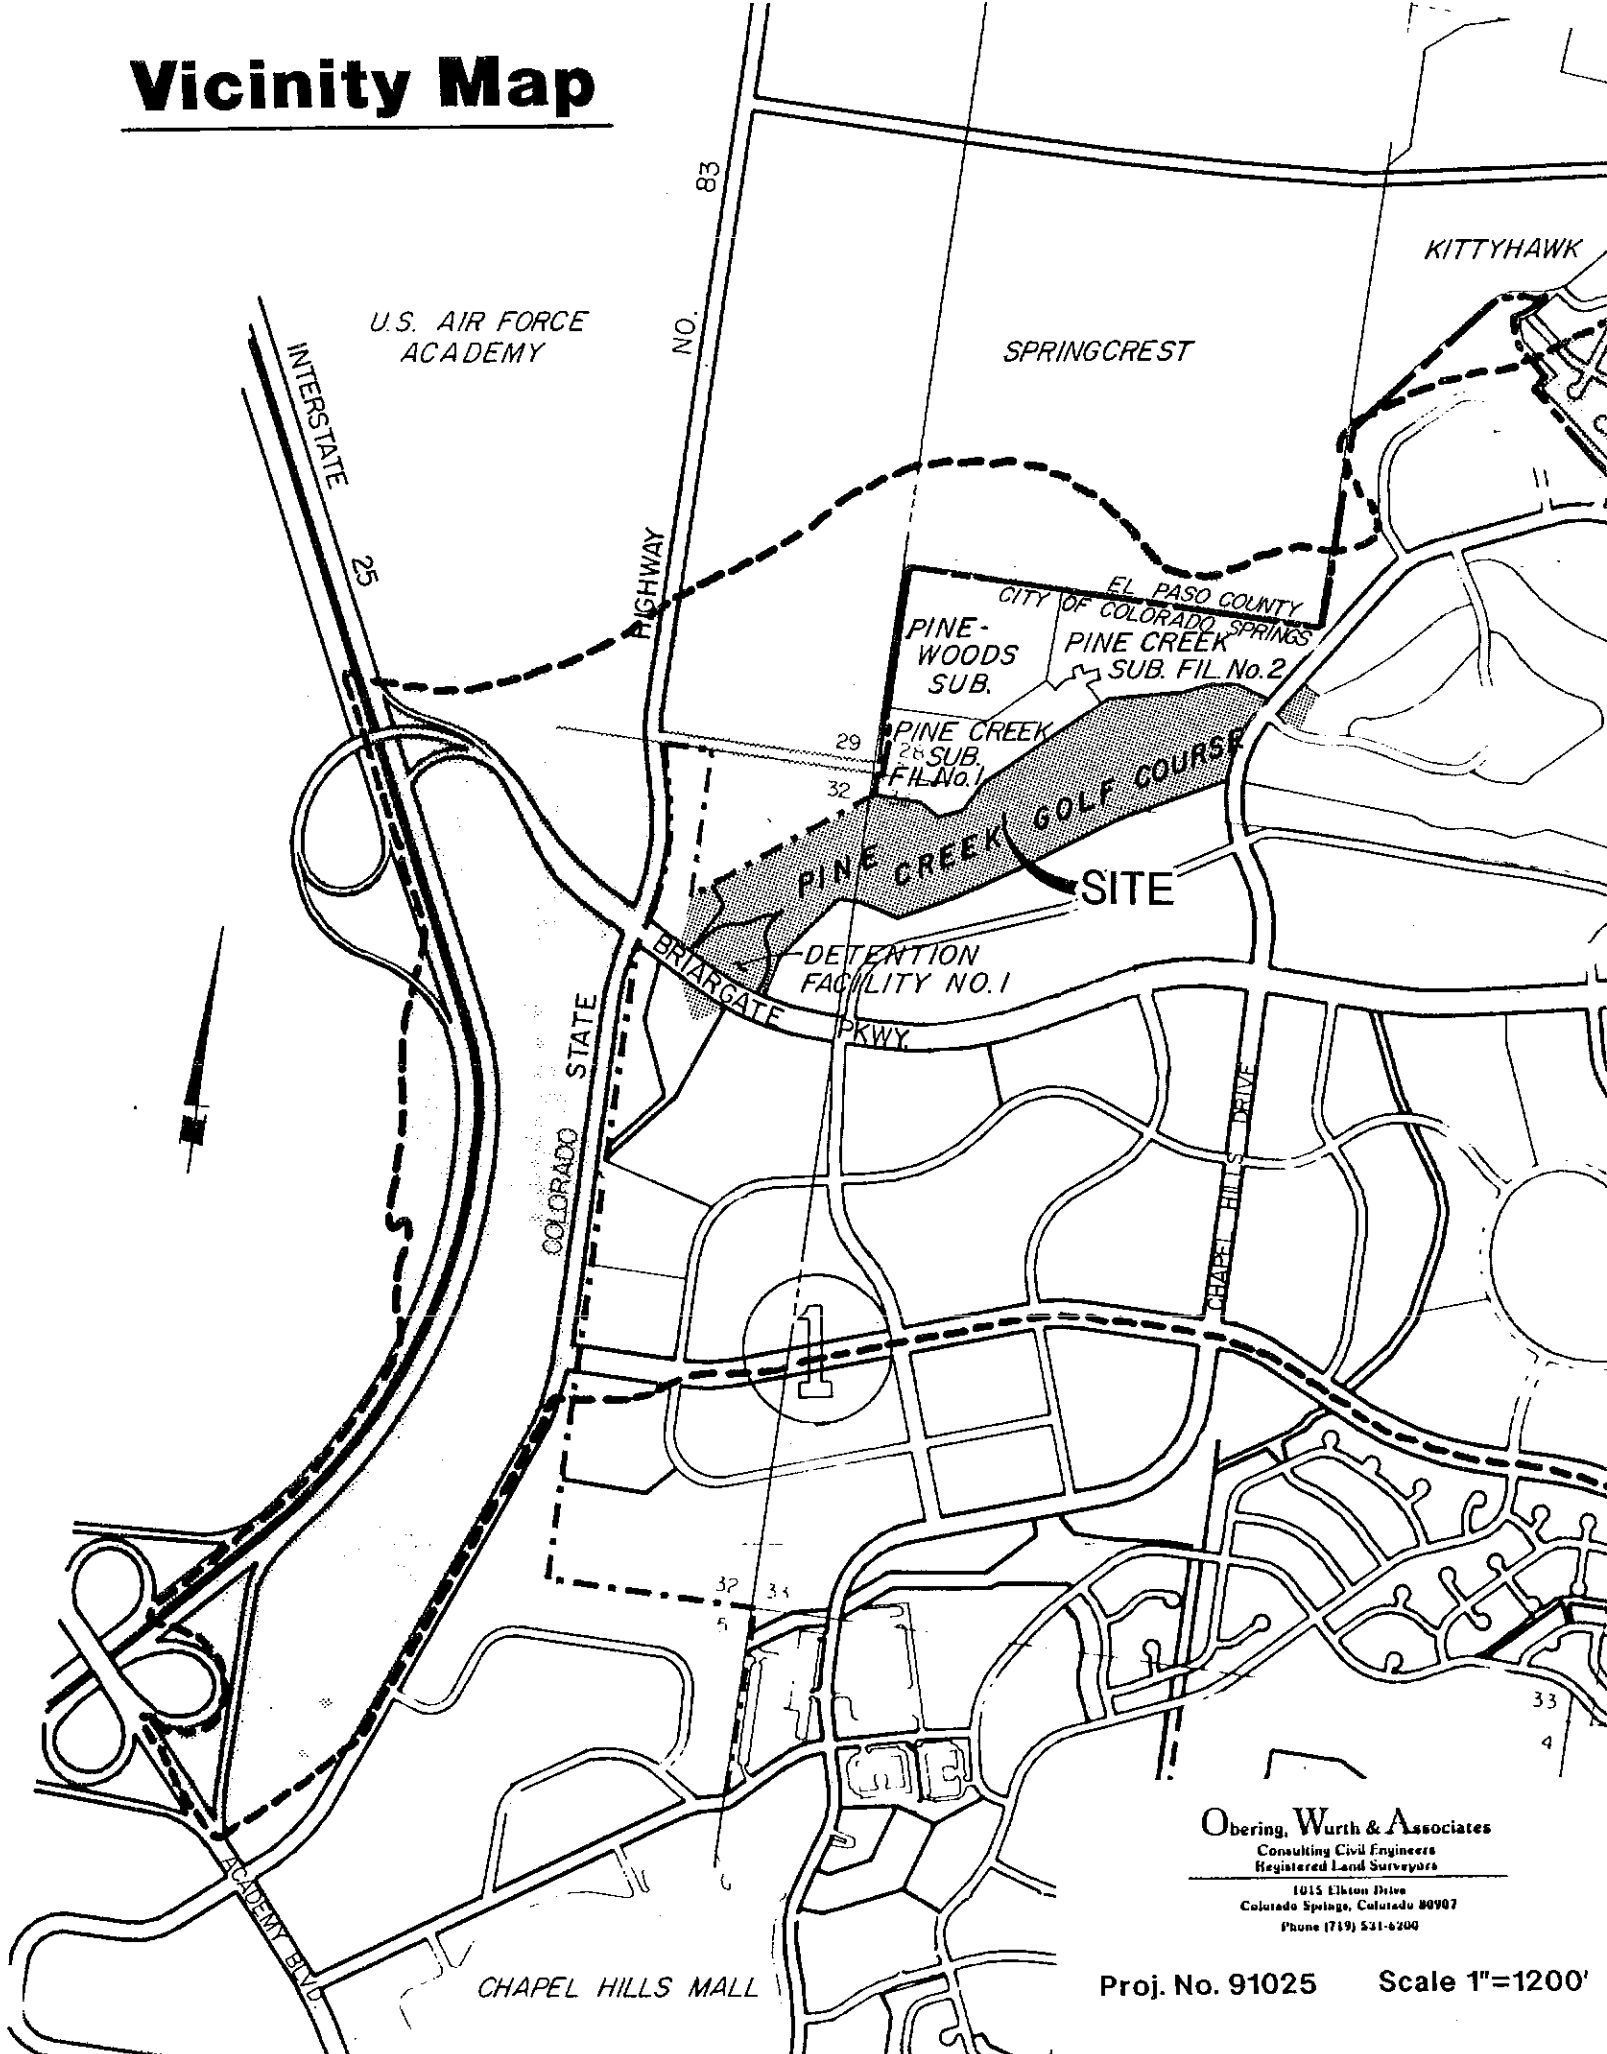 Vicinity Map
83
NO.
HIGHWAY
KITTYHAWK
U.S. AIR FORCE
ACADEMY
SPRINGCREST
INTERSTATE
25
EL PASO COUNTY
CITY OF COLORADO SPRINGS
PINE-
WOODS
SUB.
PINE CREEK
SUB. FIL. No. 2
PINE CREEK
SUB.
FIL. No. 1
29
28
32
PINE CREEK GOLF COURSE
SITE
DETENTION
FACILITY NO. 1
BRIARGATE PKWY.
STATE
COLORADO
CHAPEL HILLS DRIVE
1
32 33
5
33
4
ACADEMY BLVD.
CHAPEL HILLS MALL
Obering, Wurth & Associates
Consulting Civil Engineers
Registered Land Surveyors
1015 Elkton Drive
Colorado Springs, Colorado 80907
Phone (719) 531-6200
Proj. No. 91025 Scale 1"=1200'